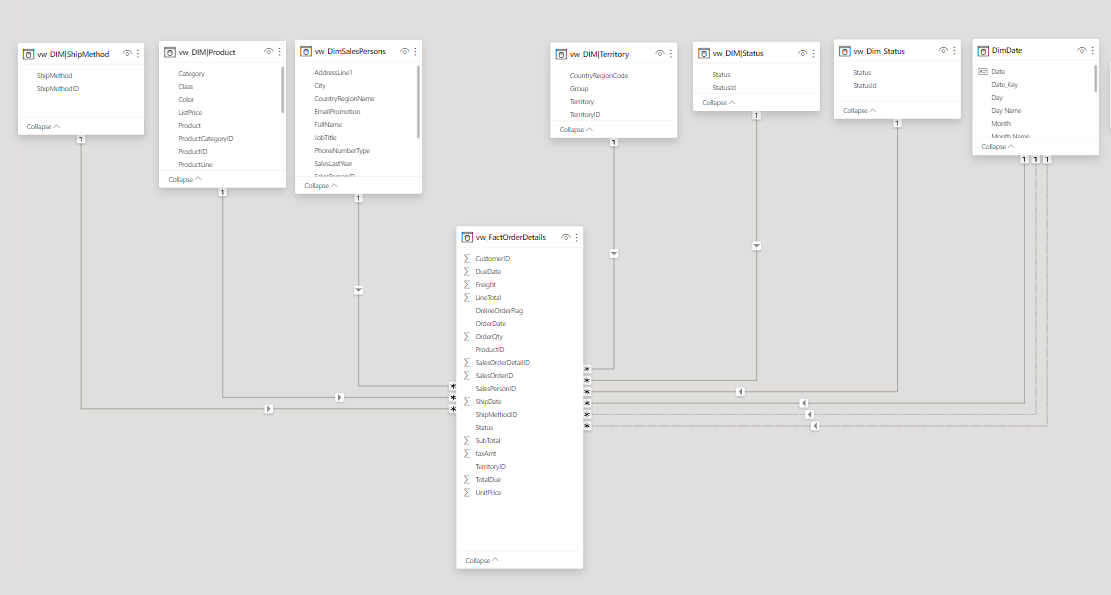 vw_DIM|ShipMethod
ShipMethod
ShipMethodID
Collapse
1
vw_DIM|Product
Category
Class
Color
ListPrice
Product
ProductCategoryID
ProductID
ProductLine
Collapse
1
vw_DimSalesPersons
AddressLine1
City
CountryRegionName
EmailPromotion
FullName
JobTitle
PhoneNumberType
SalesLastYear
SalesPersonID
Collapse
1
vw_DIM|Territory
CountryRegionCode
Group
Territory
TerritoryID
Collapse
1
vw_DIM|Status
Status
StatusId
Collapse
1
vw_Dim_Status
Status
StatusId
Collapse
1
DimDate
Date
Date_Key
Day
Day Name
Month
Month Name
Collapse
1 1 1
vw_FactOrderDetails
∑ CustomerID
∑ DueDate
∑ Freight
∑ LineTotal
OnlineOrderFlag
OrderDate
∑ OrderQty
ProductID
∑ SalesOrderDetailID
∑ SalesOrderID
SalesPersonID
∑ ShipDate
ShipMethodID
Status
∑ SubTotal
∑ taxAmt
TerritoryID
∑ TotalDue
∑ UnitPrice
Collapse
*
*
*
*
*
*
*
*
*